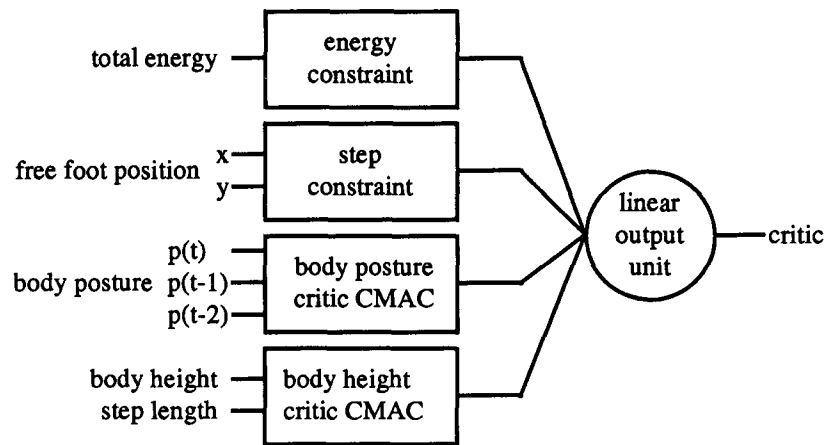 total energy
energy
constraint
free foot position
x
y
step
constraint
body posture
p(t)
p(t-1)
p(t-2)
body posture
critic CMAC
body height
step length
body height
critic CMAC
linear
output
unit
critic